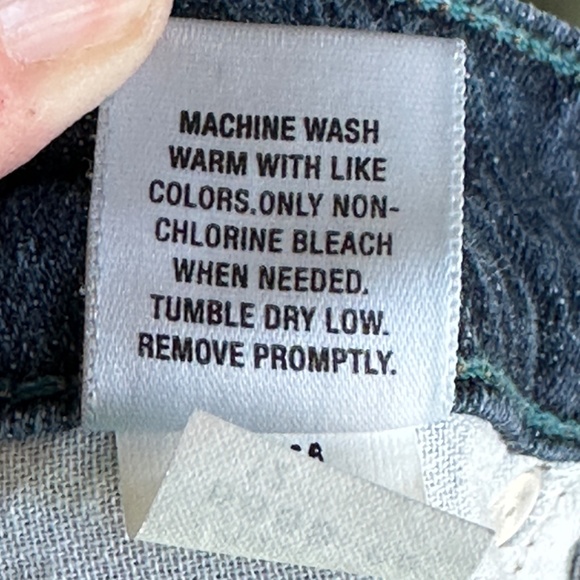 MACHINE WASH
WARM WITH LIKE
COLORS.ONLY NON-
CHLORINE BLEACH
WHEN NEEDED.
TUMBLE DRY LOW.
REMOVE PROMPTLY.